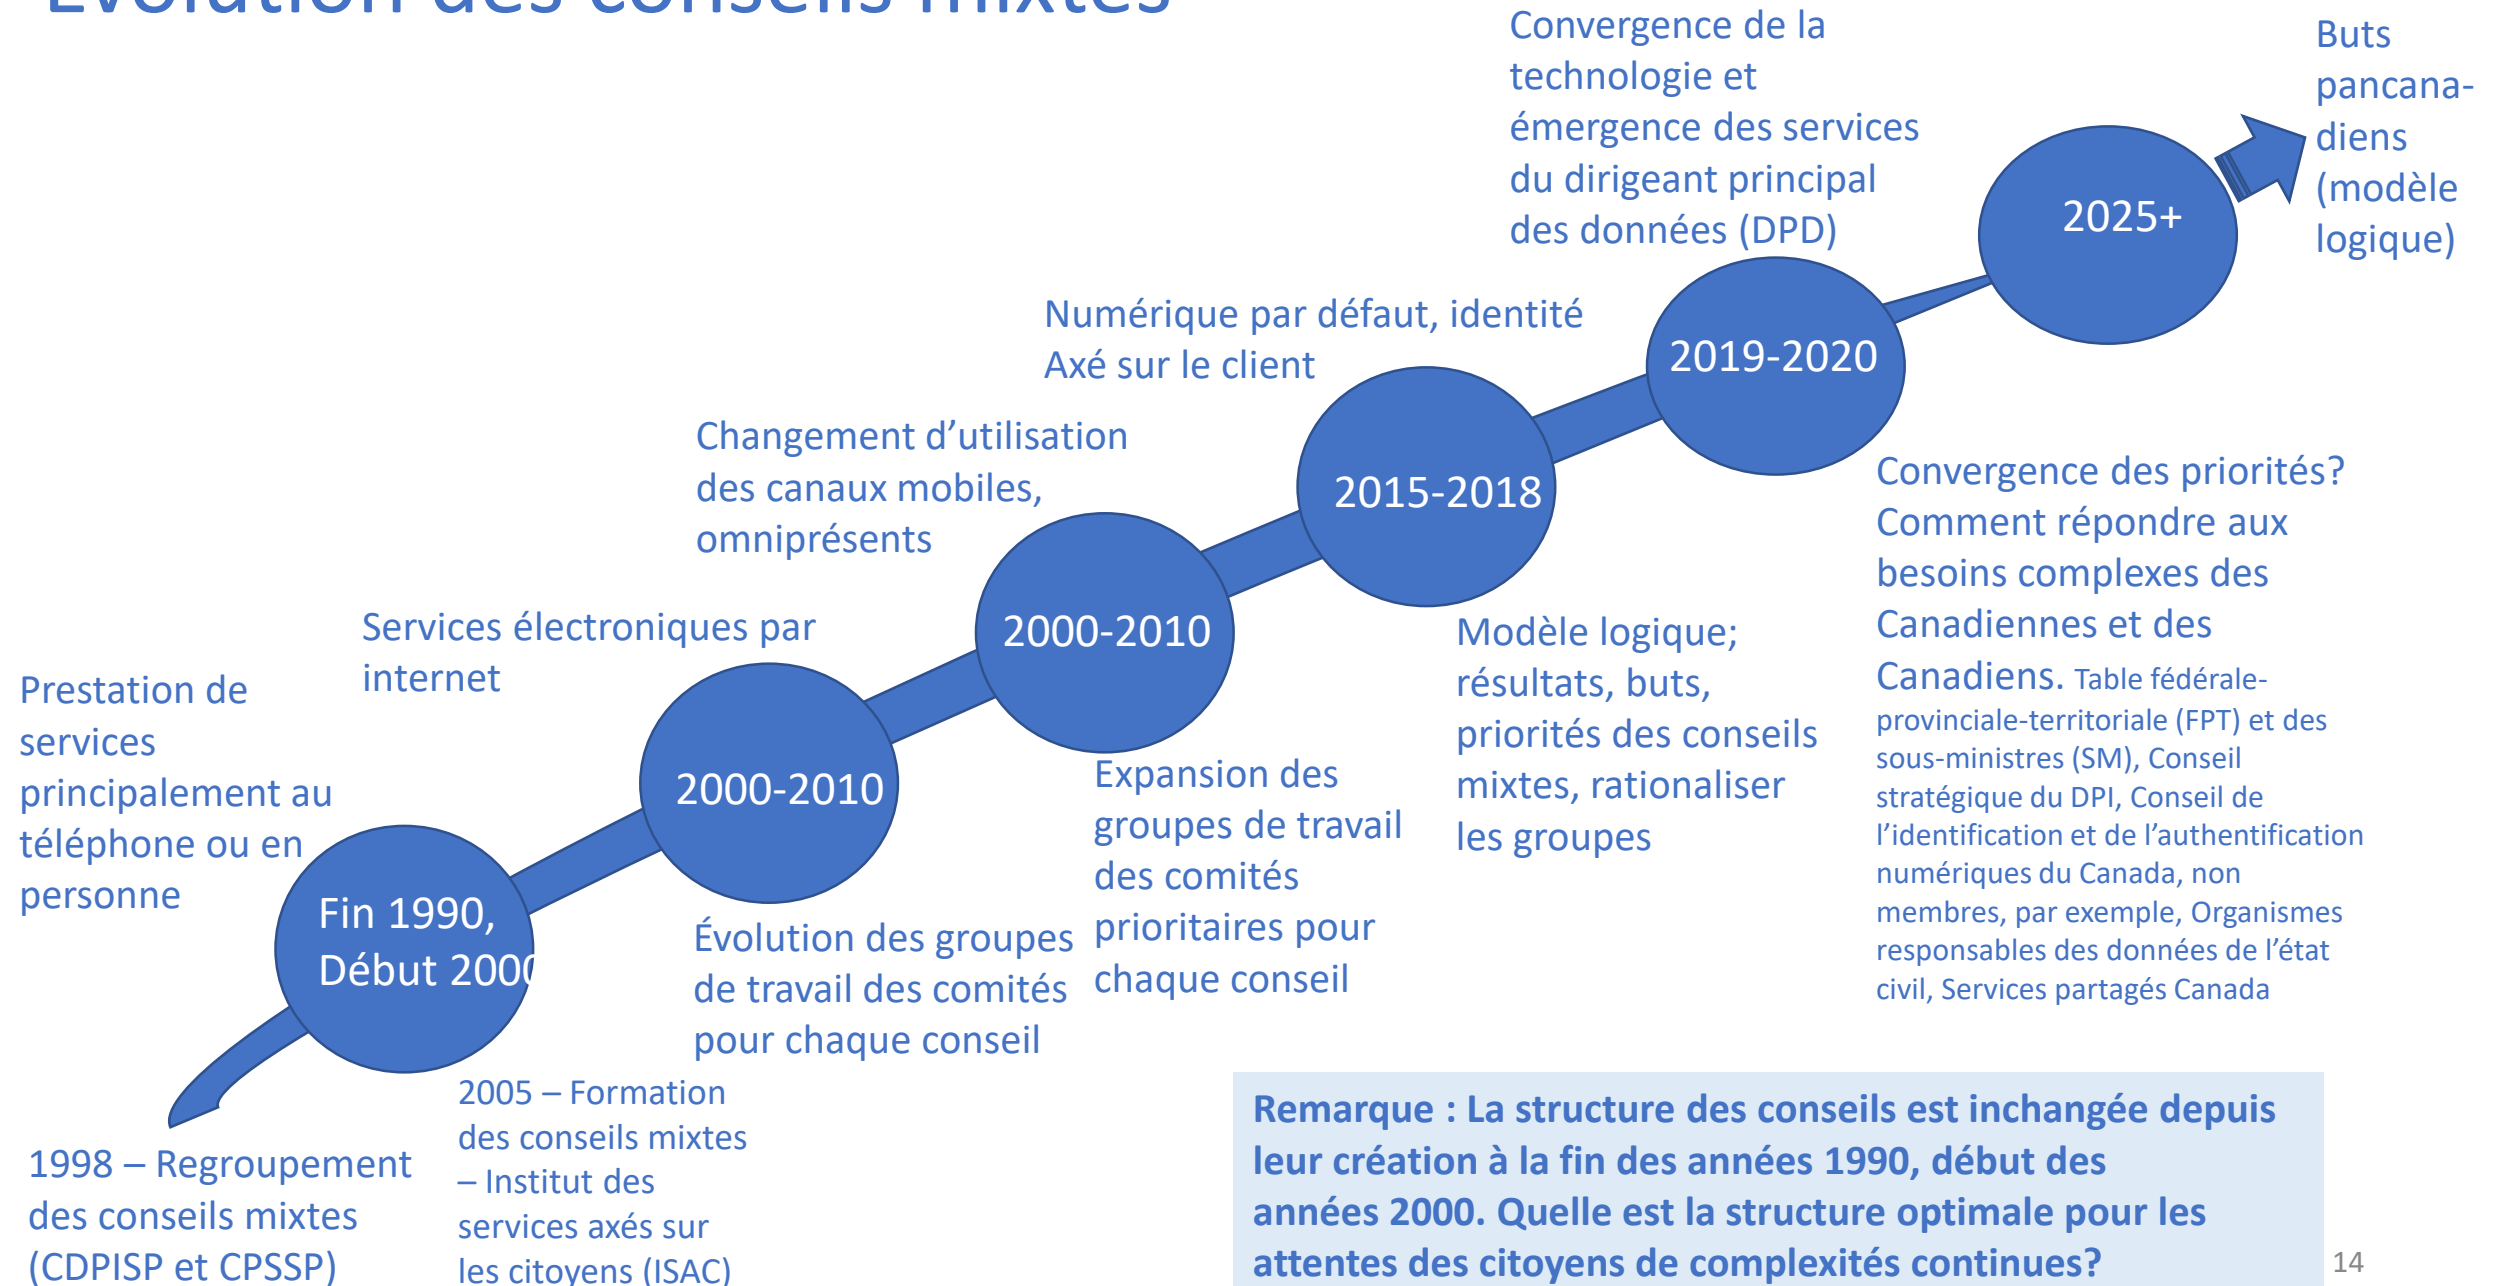 Évolution des conseils mixtes
Prestation de
services
principalement au
téléphone ou en
personne
Fin 1990,
Début 2000
1998 – Regroupement
des conseils mixtes
(CDPISP et CPSSP)
2005 – Formation
des conseils mixtes
– Institut des
services axés sur
les citoyens (ISAC)
Services électroniques par
internet
2000-2010
Évolution des groupes
de travail des comités
pour chaque conseil
Changement d’utilisation
des canaux mobiles,
omniprésents
2000-2010
Expansion des
groupes de travail
des comités
prioritaires pour
chaque conseil
Numérique par défaut, identité
Axé sur le client
2015-2018
Modèle logique;
résultats, buts,
priorités des conseils
mixtes, rationaliser
les groupes
Convergence de la
technologie et
émergence des services
du dirigeant principal
des données (DPD)
2019-2020
Convergence des priorités?
Comment répondre aux
besoins complexes des
Canadiennes et des
Canadiens. Table fédérale-
provinciale-territoriale (FPT) et des
sous-ministres (SM), Conseil
stratégique du DPI, Conseil de
l’identification et de l’authentification
numériques du Canada, non
membres, par exemple, Organismes
responsables des données de l’état
civil, Services partagés Canada
2025+
Buts
pancana-
diens
(modèle
logique)
Remarque : La structure des conseils est inchangée depuis
leur création à la fin des années 1990, début des
années 2000. Quelle est la structure optimale pour les
attentes des citoyens de complexités continues?
14